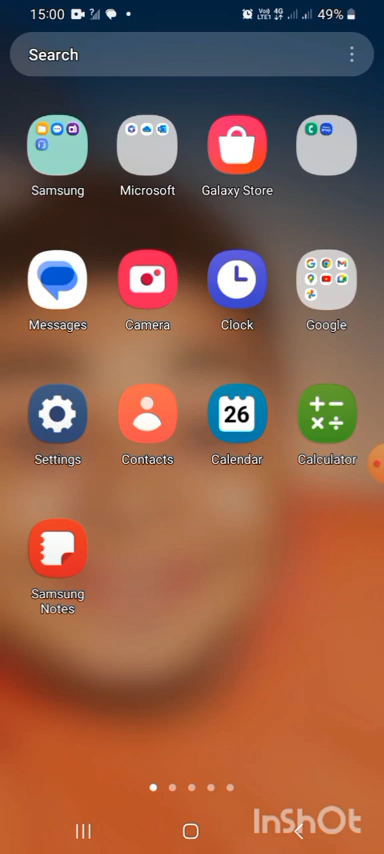 15:00 49%
Search
Samsung Microsoft Galaxy Store
Messages Camera Clock Google
26
Settings Contacts Calendar Calculator
Samsung
Notes
InShOt